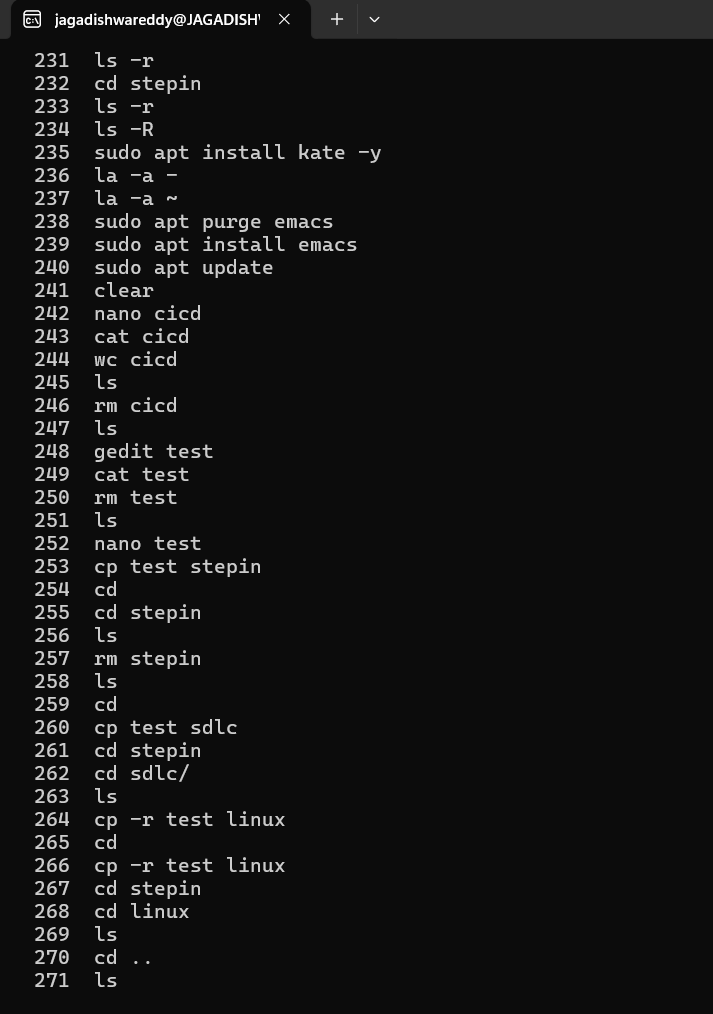 jagadishwareddy@JAGADISH
231 ls -r
232 cd stepin
233 ls -r
234 ls -R
235 sudo apt install kate -y
236 la -a -
237 la -a ~
238 sudo apt purge emacs
239 sudo apt install emacs
240 sudo apt update
241 clear
242 nano cicd
243 cat cicd
244 wc cicd
245 ls
246 rm cicd
247 ls
248 gedit test
249 cat test
250 rm test
251 ls
252 nano test
253 cp test stepin
254 cd
255 cd stepin
256 ls
257 rm stepin
258 ls
259 cd
260 cp test sdlc
261 cd stepin
262 cd sdlc/
263 ls
264 cp -r test linux
265 cd
266 cp -r test linux
267 cd stepin
268 cd linux
269 ls
270 cd ..
271 ls